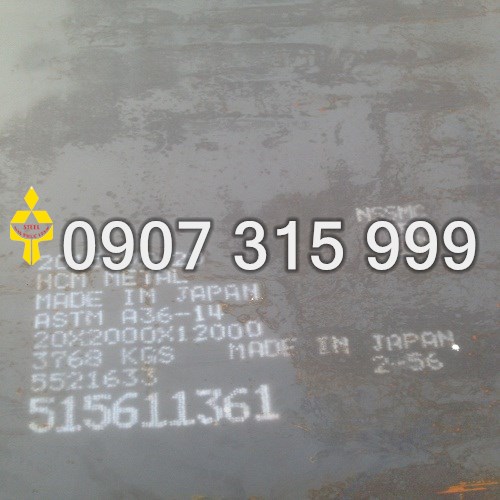 NSSMC
0907 315 999
HCM METAL
MADE IN JAPAN
ASTM A36-14
20X2000X12000
3768 KGS
MADE IN JAPAN
2-56
5521633
515611361